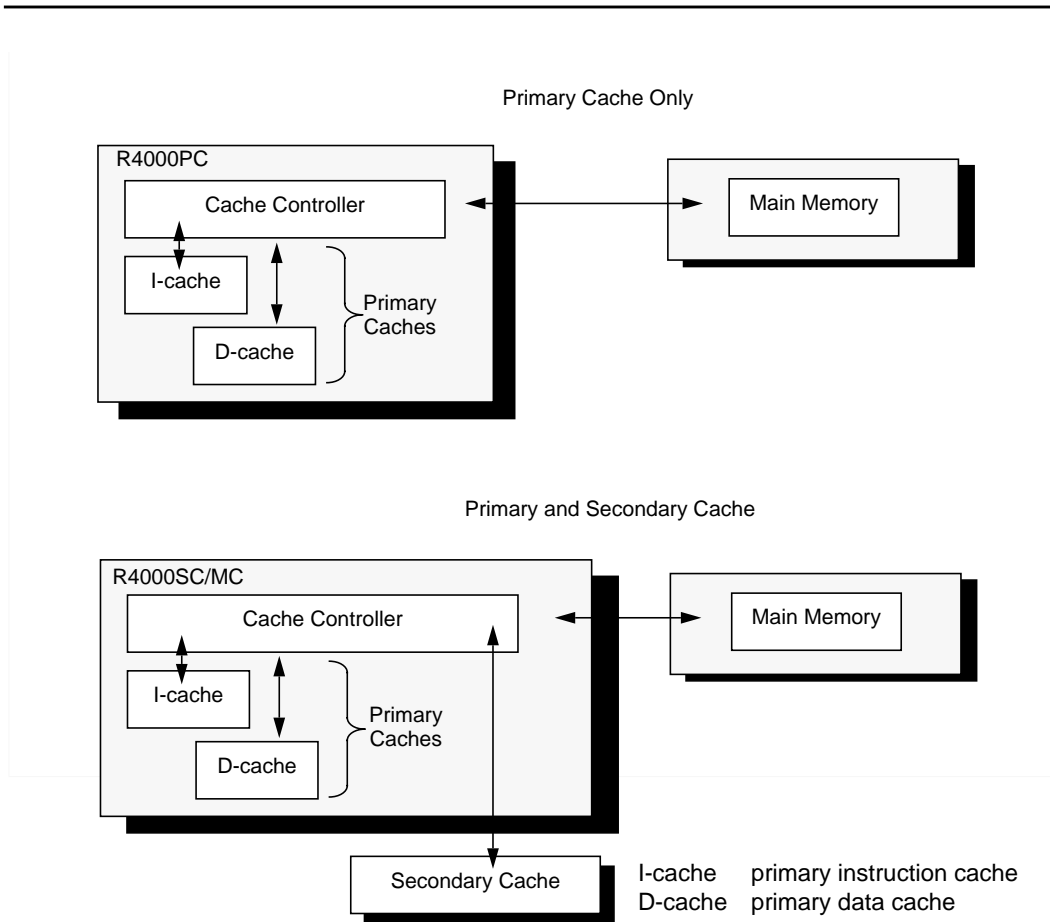 Primary Cache Only
R4000PC
Cache Controller
Main Memory
I-cache
Primary
Caches
D-cache
Primary and Secondary Cache
R4000SC/MC
Cache Controller
Main Memory
I-cache
Primary
Caches
D-cache
Secondary Cache
I-cache primary instruction cache
D-cache primary data cache